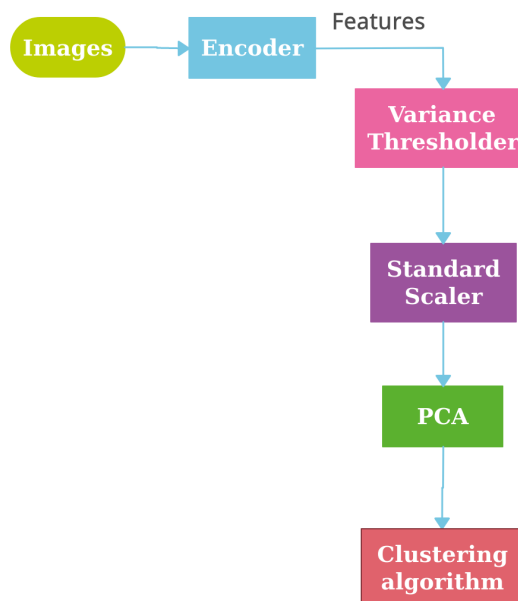 Features
Images
Encoder
Variance
Thresholder
Standard
Scaler
PCA
Clustering
algorithm